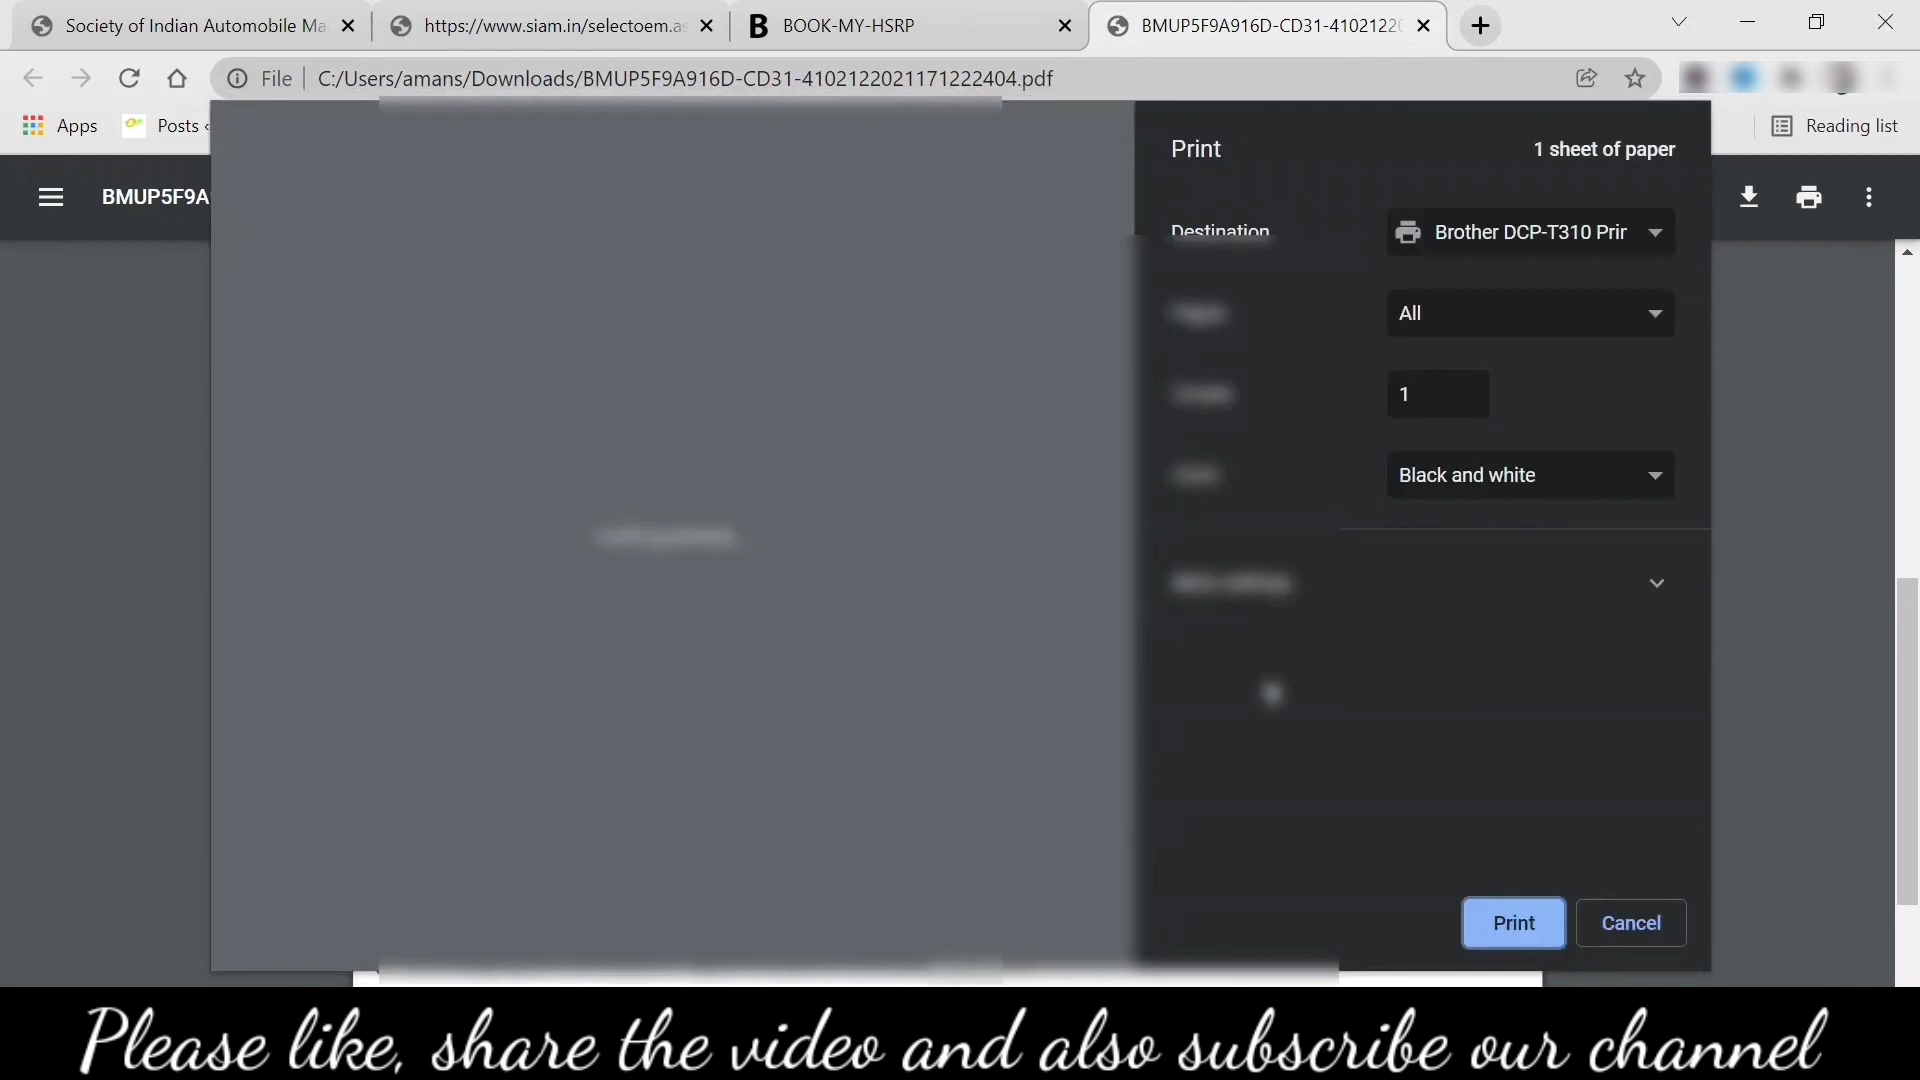 Society of Indian Automobile Ma
https://www.siam.in/selectoem.as
B BOOK-MY-HSRP
BMUP5F9A916D-CD31-41021220
File C:/Users/amans/Downloads/BMUP5F9A916D-CD31-4102122021171222404.pdf
Apps
Posts ‹
Reading list
BMUP5F9A
Print
1 sheet of paper
Destination
Brother DCP-T310 Prin
All
1
Black and white
Print
Cancel
Please like, share the video and also subscribe our channel